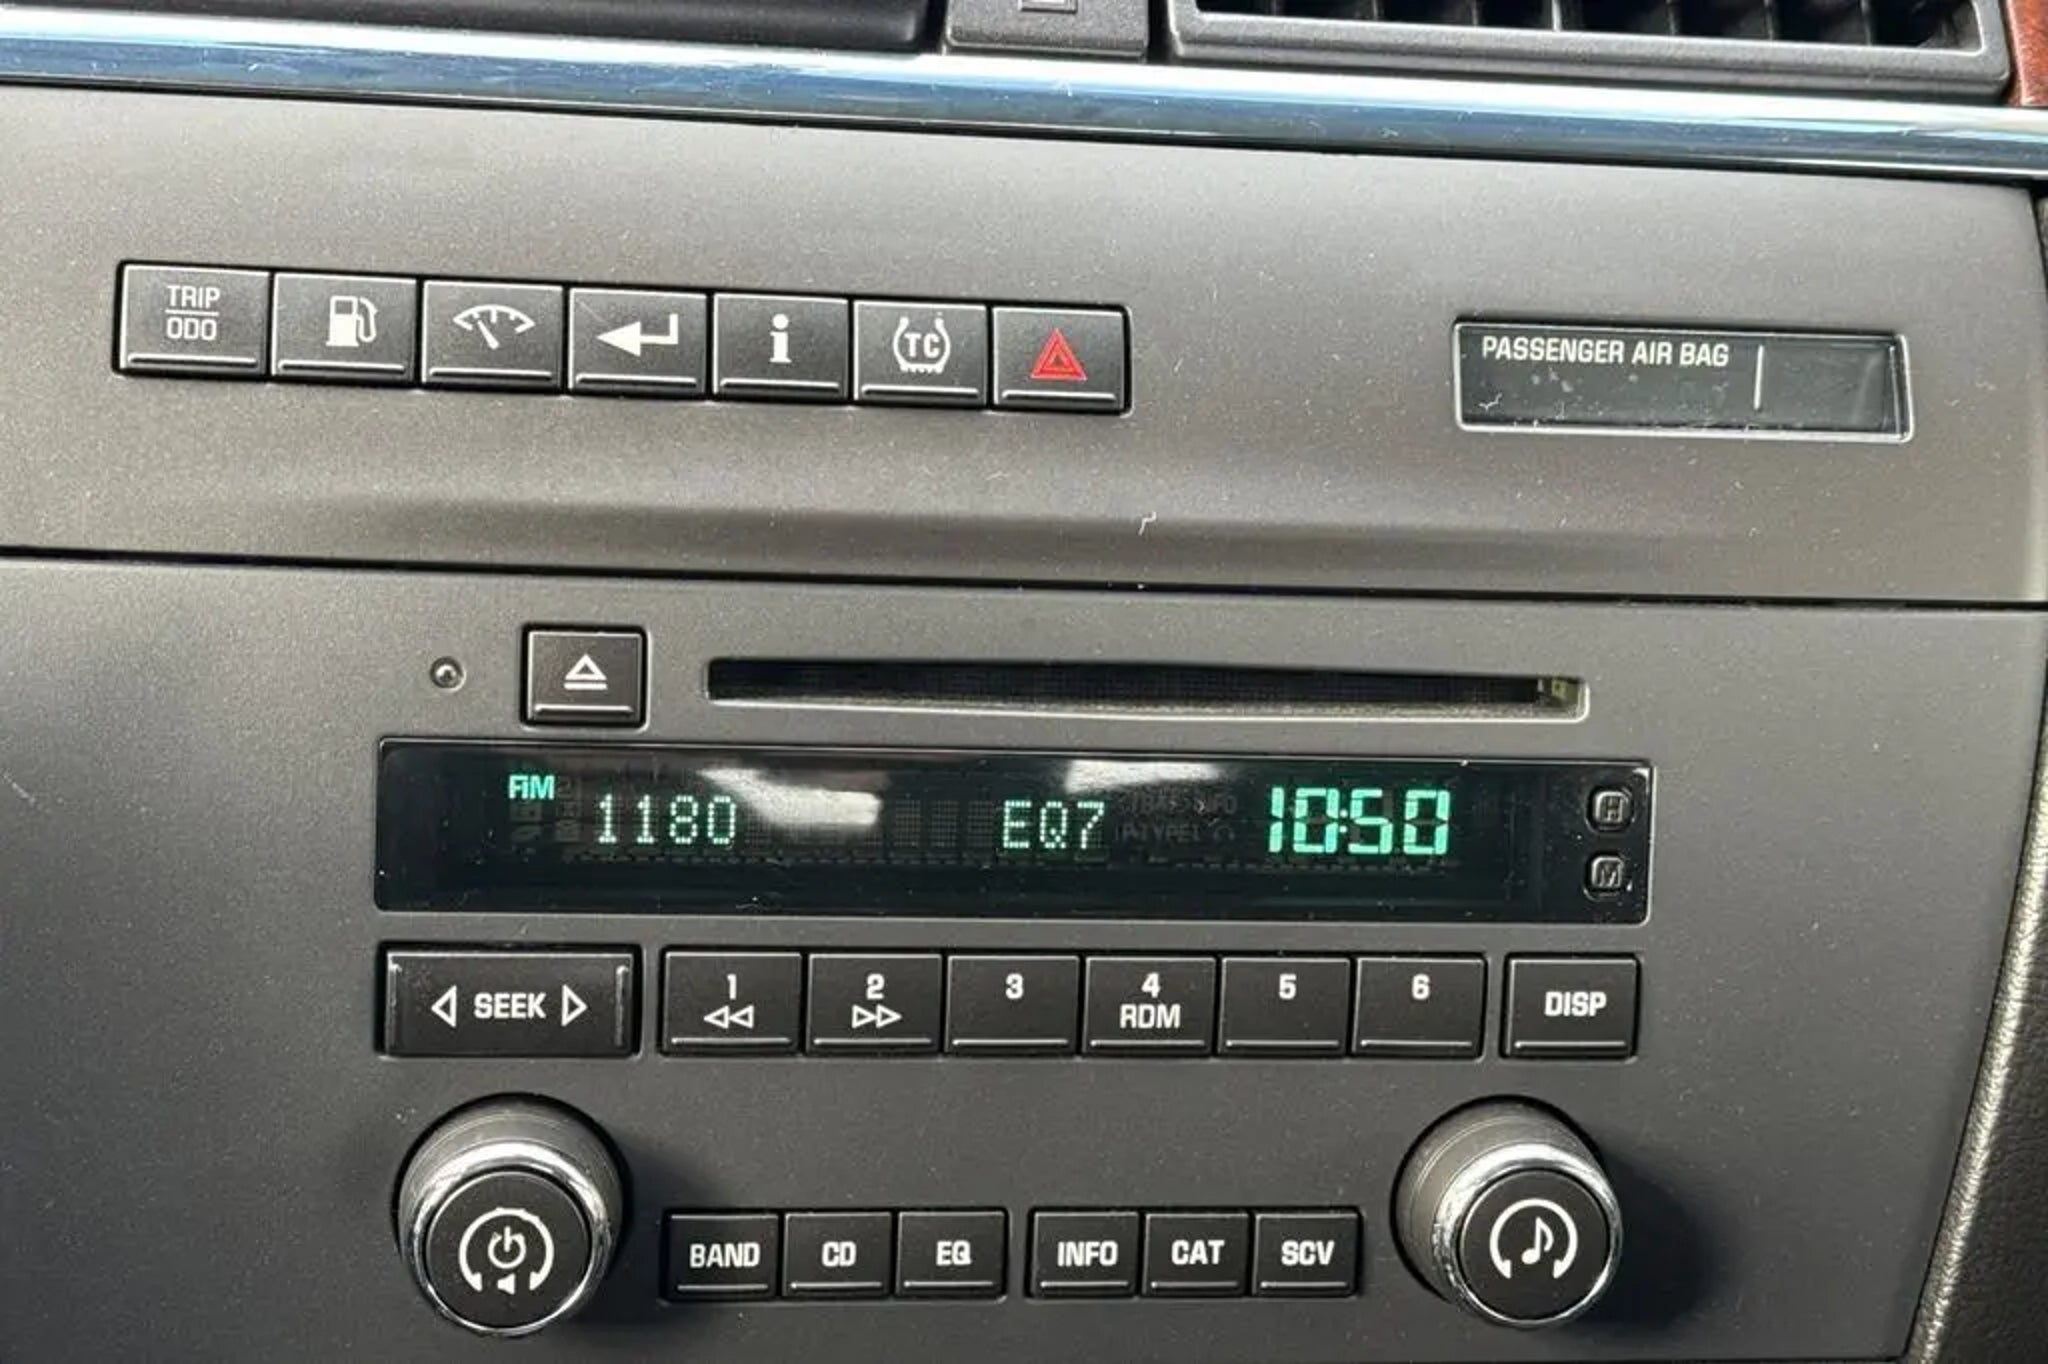 TRIP
ODO
i
TC
PASSENGER AIR BAG
1180 EQ7 10:50
H
M
SEEK 1 2 3 4 5 6 DISP
RDM
BAND CD EQ INFO CAT SCV